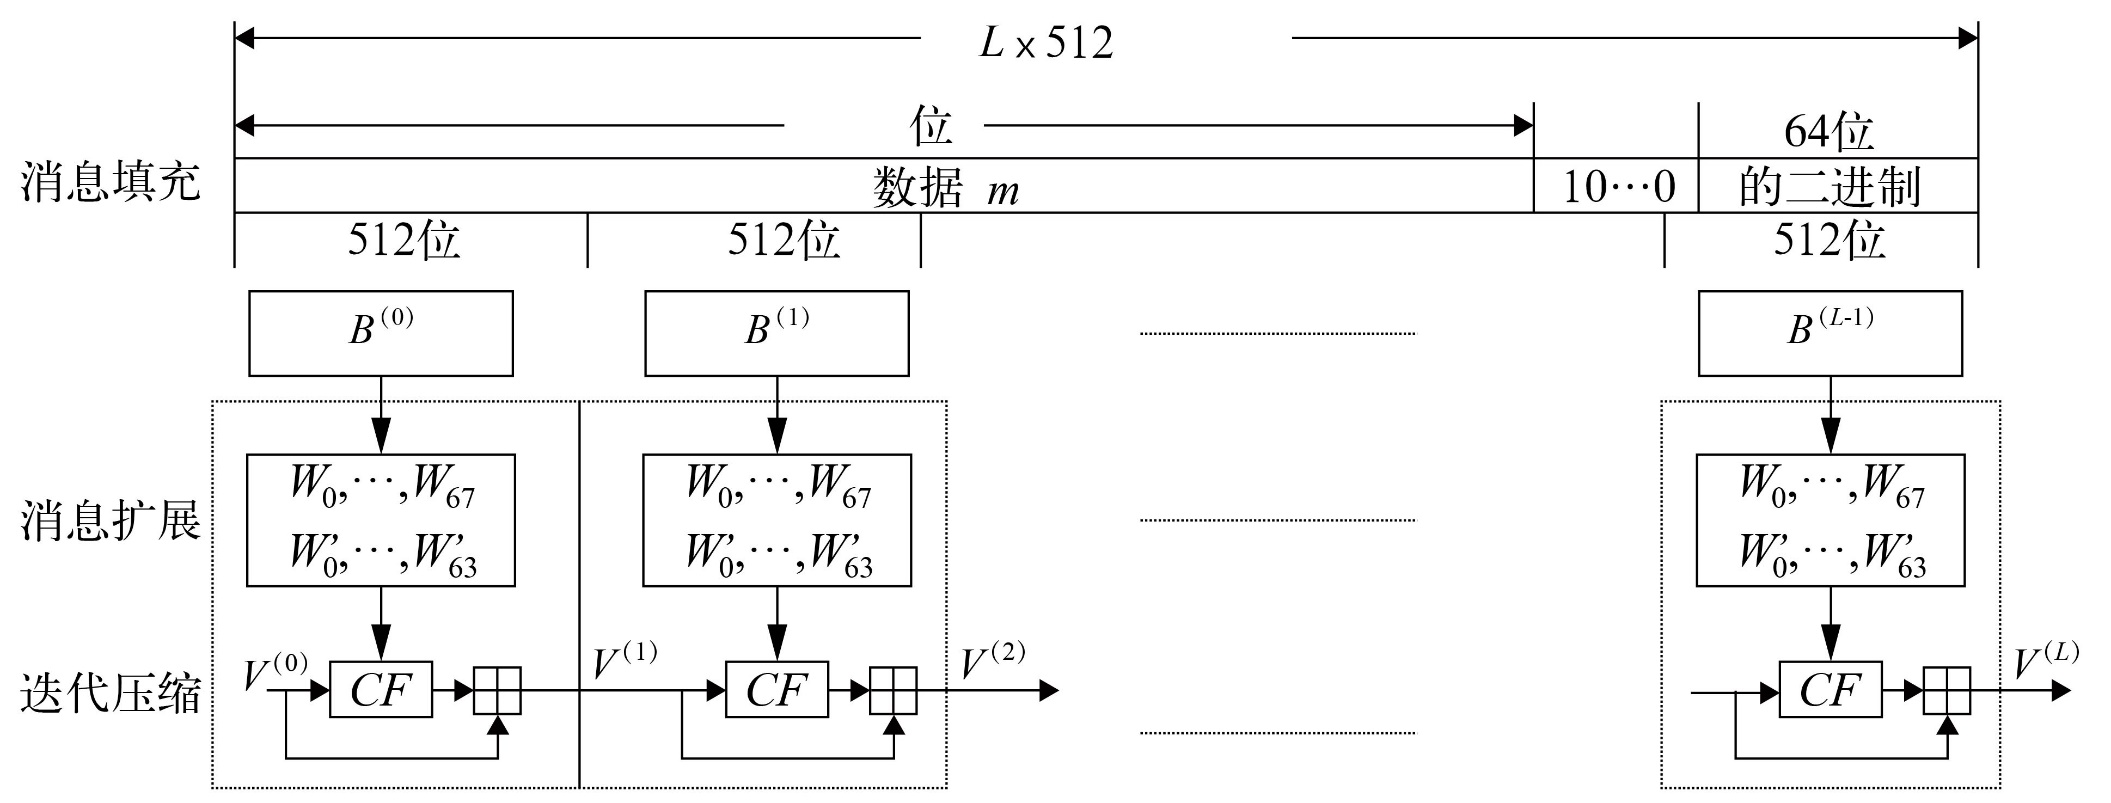 L x 512
位 64位
消息填充 数据 m 10…0 的二进制
512位 512位 512位
B(0) B(1) B(L-1)
W0,…,W67 W0,…,W67 W0,…,W67
消息扩展
W'0,…,W'63 W'0,…,W'63 W'0,…,W'63
V(0) V(1) V(2) V(L)
迭代压缩 CF CF CF